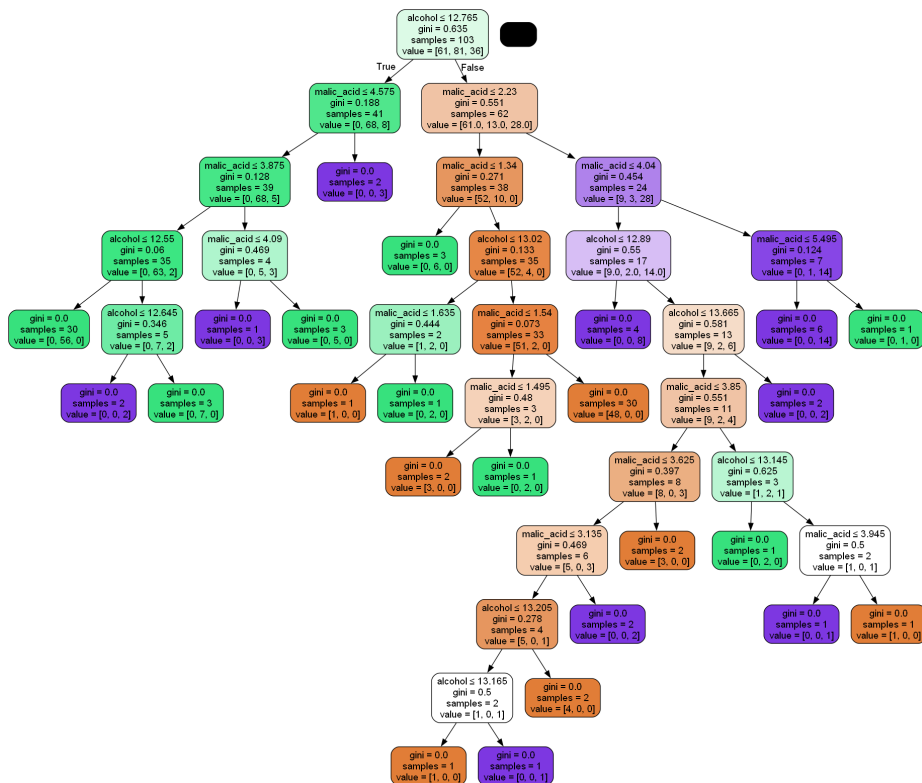 alcohol ≤ 12.765
gini = 0.635
samples = 103
value = [61, 81, 36]
True
False
malic_acid ≤ 4.575
gini = 0.188
samples = 41
value = [0, 68, 8]
malic_acid ≤ 2.23
gini = 0.551
samples = 62
value = [61.0, 13.0, 28.0]
malic_acid ≤ 3.875
gini = 0.128
samples = 39
value = [0, 68, 5]
gini = 0.0
samples = 2
value = [0, 0, 3]
malic_acid ≤ 1.34
gini = 0.271
samples = 38
value = [52, 10, 0]
malic_acid ≤ 4.04
gini = 0.454
samples = 24
value = [9, 3, 28]
alcohol ≤ 12.55
gini = 0.06
samples = 35
value = [0, 63, 2]
malic_acid ≤ 4.09
gini = 0.469
samples = 4
value = [0, 5, 3]
gini = 0.0
samples = 3
value = [0, 6, 0]
alcohol ≤ 13.02
gini = 0.133
samples = 35
value = [52, 4, 0]
alcohol ≤ 12.89
gini = 0.55
samples = 17
value = [9.0, 2.0, 14.0]
malic_acid ≤ 5.495
gini = 0.124
samples = 7
value = [0, 1, 14]
gini = 0.0
samples = 30
value = [0, 56, 0]
alcohol ≤ 12.645
gini = 0.346
samples = 5
value = [0, 7, 2]
gini = 0.0
samples = 1
value = [0, 0, 3]
gini = 0.0
samples = 3
value = [0, 5, 0]
malic_acid ≤ 1.635
gini = 0.444
samples = 2
value = [1, 2, 0]
malic_acid ≤ 1.54
gini = 0.073
samples = 33
value = [51, 2, 0]
gini = 0.0
samples = 4
value = [0, 0, 8]
alcohol ≤ 13.665
gini = 0.581
samples = 13
value = [9, 2, 6]
gini = 0.0
samples = 6
value = [0, 0, 14]
gini = 0.0
samples = 1
value = [0, 1, 0]
gini = 0.0
samples = 2
value = [0, 0, 2]
gini = 0.0
samples = 3
value = [0, 7, 0]
gini = 0.0
samples = 1
value = [1, 0, 0]
gini = 0.0
samples = 1
value = [0, 2, 0]
malic_acid ≤ 1.495
gini = 0.48
samples = 3
value = [3, 2, 0]
gini = 0.0
samples = 30
value = [48, 0, 0]
malic_acid ≤ 3.85
gini = 0.551
samples = 11
value = [9, 2, 4]
gini = 0.0
samples = 2
value = [0, 0, 2]
gini = 0.0
samples = 2
value = [3, 0, 0]
gini = 0.0
samples = 1
value = [0, 2, 0]
malic_acid ≤ 3.625
gini = 0.397
samples = 8
value = [8, 0, 3]
alcohol ≤ 13.145
gini = 0.625
samples = 3
value = [1, 2, 1]
malic_acid ≤ 3.135
gini = 0.469
samples = 6
value = [5, 0, 3]
gini = 0.0
samples = 2
value = [3, 0, 0]
gini = 0.0
samples = 1
value = [0, 2, 0]
malic_acid ≤ 3.945
gini = 0.5
samples = 2
value = [1, 0, 1]
alcohol ≤ 13.205
gini = 0.278
samples = 4
value = [5, 0, 1]
gini = 0.0
samples = 2
value = [0, 0, 2]
gini = 0.0
samples = 1
value = [0, 0, 1]
gini = 0.0
samples = 1
value = [1, 0, 0]
alcohol ≤ 13.165
gini = 0.5
samples = 2
value = [1, 0, 1]
gini = 0.0
samples = 2
value = [4, 0, 0]
gini = 0.0
samples = 1
value = [1, 0, 0]
gini = 0.0
samples = 1
value = [0, 0, 1]